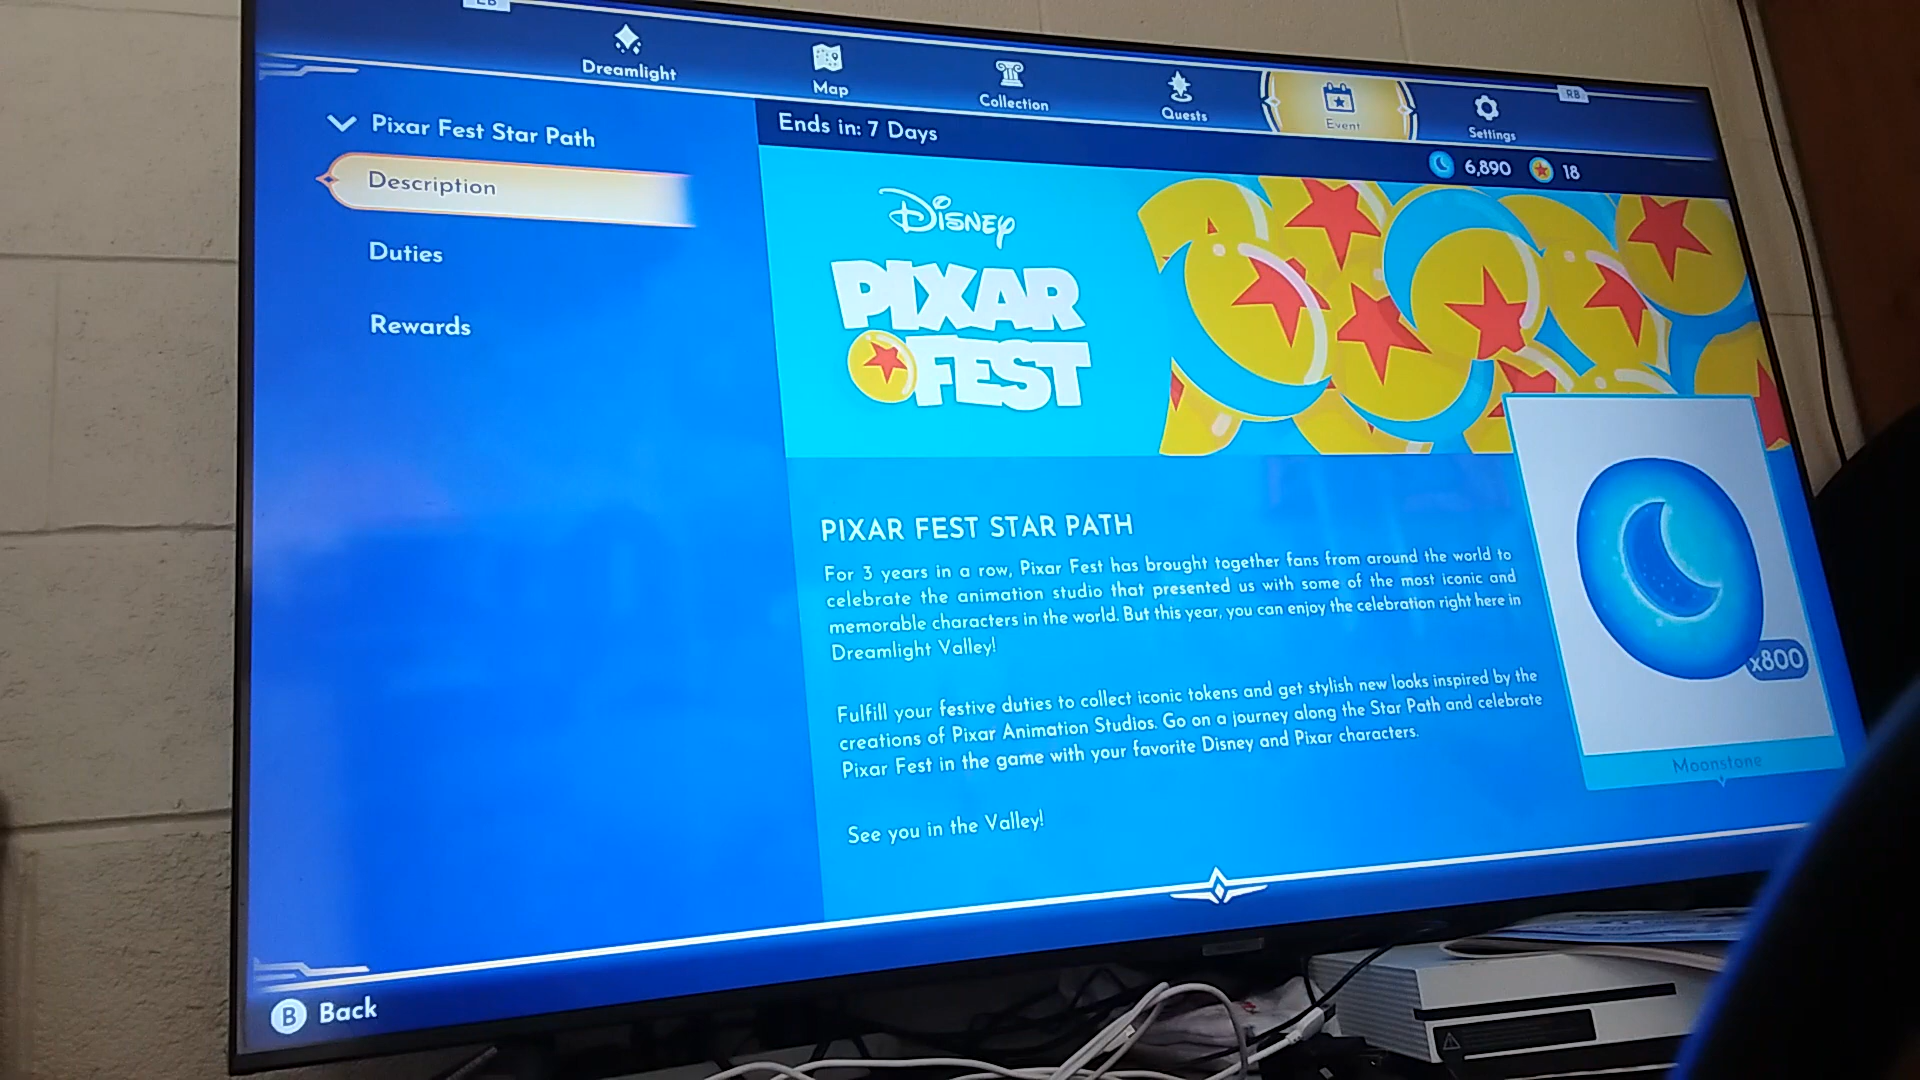 LB
Dreamlight
Map
Collection
Quests
Event
Settings
RB
Pixar Fest Star Path
Description
Duties
Rewards
Ends in: 7 Days
6,890
18
Disney
PIXAR
FEST
PIXAR FEST STAR PATH
For 3 years in a row, Pixar Fest has brought together fans from around the world to
celebrate the animation studio that presented us with some of the most iconic and
memorable characters in the world. But this year, you can enjoy the celebration right here in
Dreamlight Valley!
Fulfill your festive duties to collect iconic tokens and get stylish new looks inspired by the
creations of Pixar Animation Studios. Go on a journey along the Star Path and celebrate
Pixar Fest in the game with your favorite Disney and Pixar characters.
See you in the Valley!
x800
Moonstone
B Back